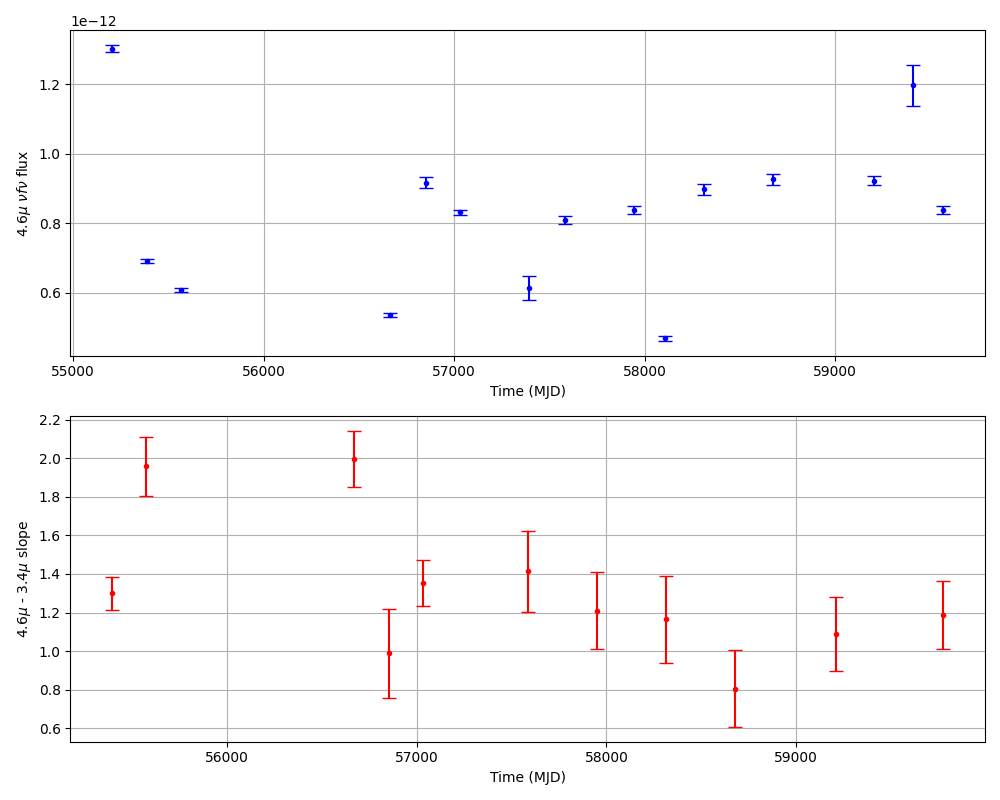 1e−12
1.2
1.0
0.8
0.6
4.6μ νfν flux
55000 56000 57000 58000 59000
Time (MJD)
2.2
2.0
1.8
1.6
1.4
1.2
1.0
0.8
0.6
4.6μ - 3.4μ slope
56000 57000 58000 59000
Time (MJD)